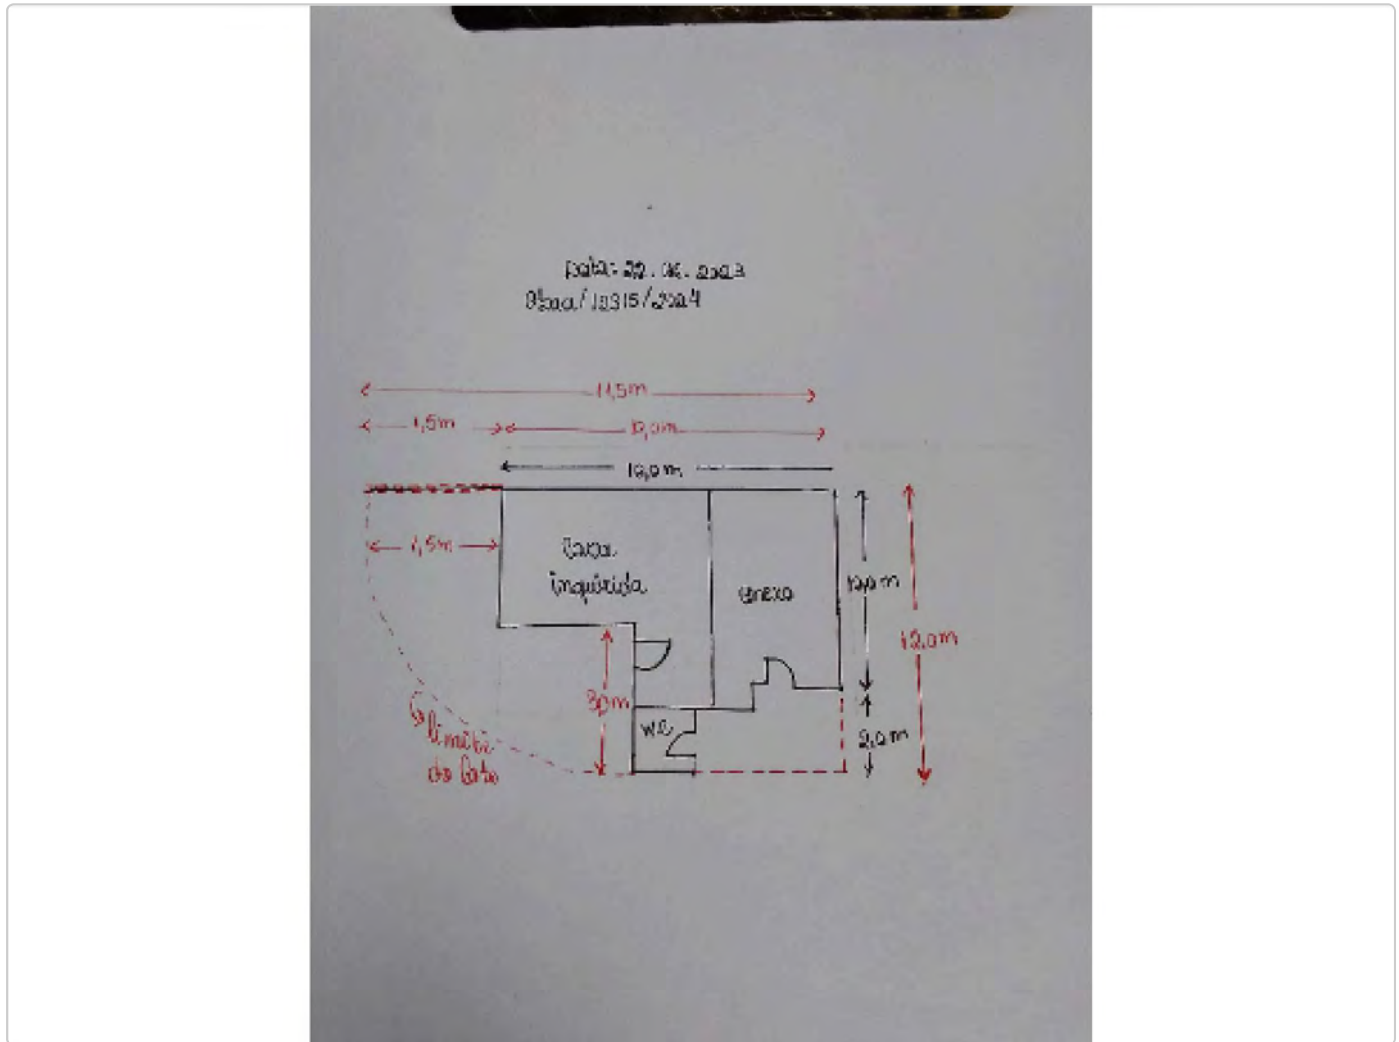 Data: 22.06.2023
11,5m
1,5m
10,0m
10,0m
1,5m
Casa
inquirida
Anexo
10,0m
12,0m
3,0m
WC
2,0m
limite
do lote